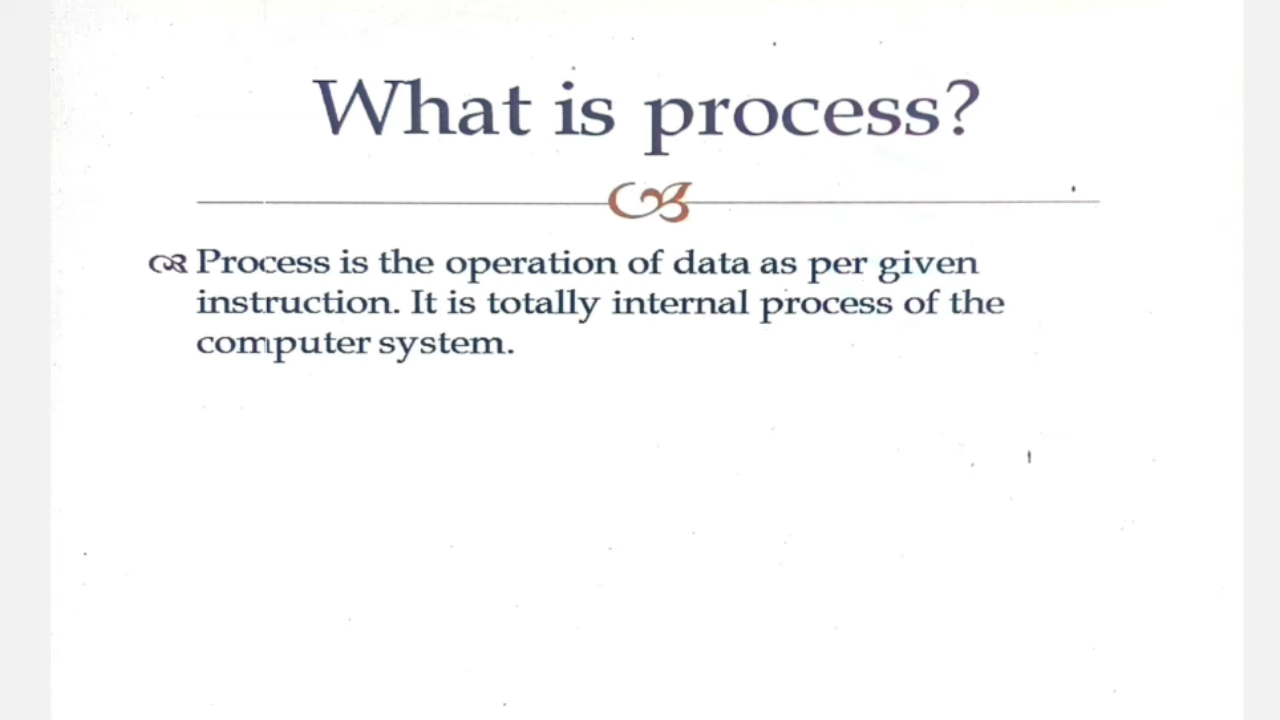 What is process?
Process is the operation of data as per given
instruction. It is totally internal process of the
computer system.